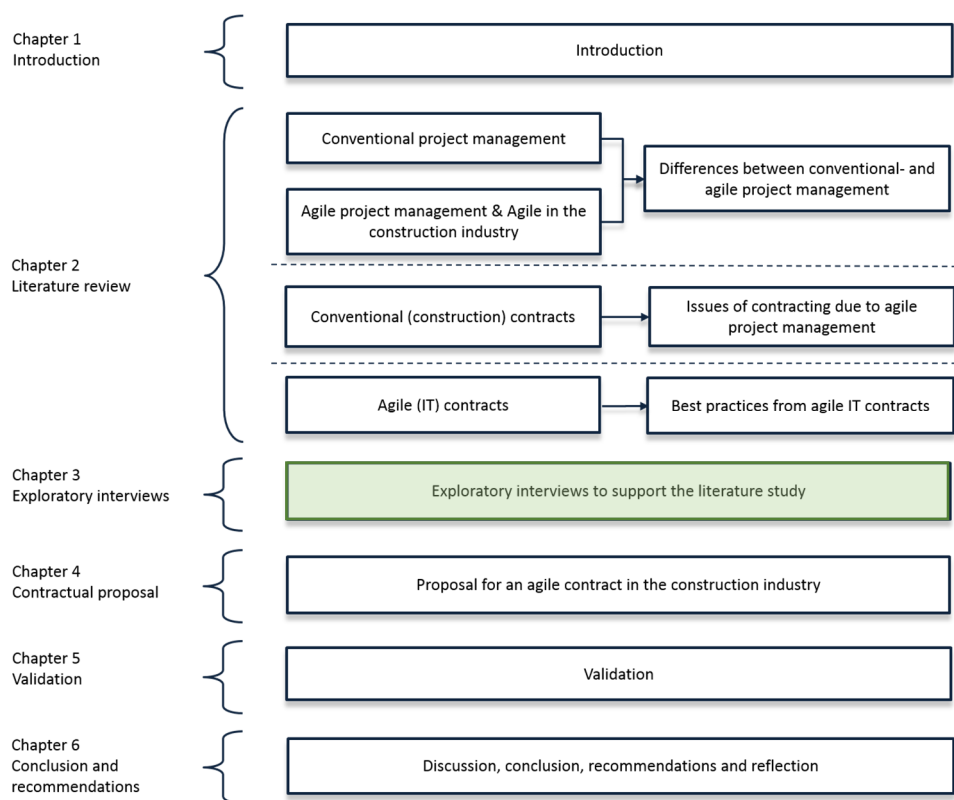 Chapter 1
Introduction
Introduction
Chapter 2
Literature review
Conventional project management
Agile project management & Agile in the
construction industry
Differences between conventional- and
agile project management
Conventional (construction) contracts
Issues of contracting due to agile
project management
Agile (IT) contracts
Best practices from agile IT contracts
Chapter 3
Exploratory interviews
Exploratory interviews to support the literature study
Chapter 4
Contractual proposal
Proposal for an agile contract in the construction industry
Chapter 5
Validation
Validation
Chapter 6
Conclusion and
recommendations
Discussion, conclusion, recommendations and reflection